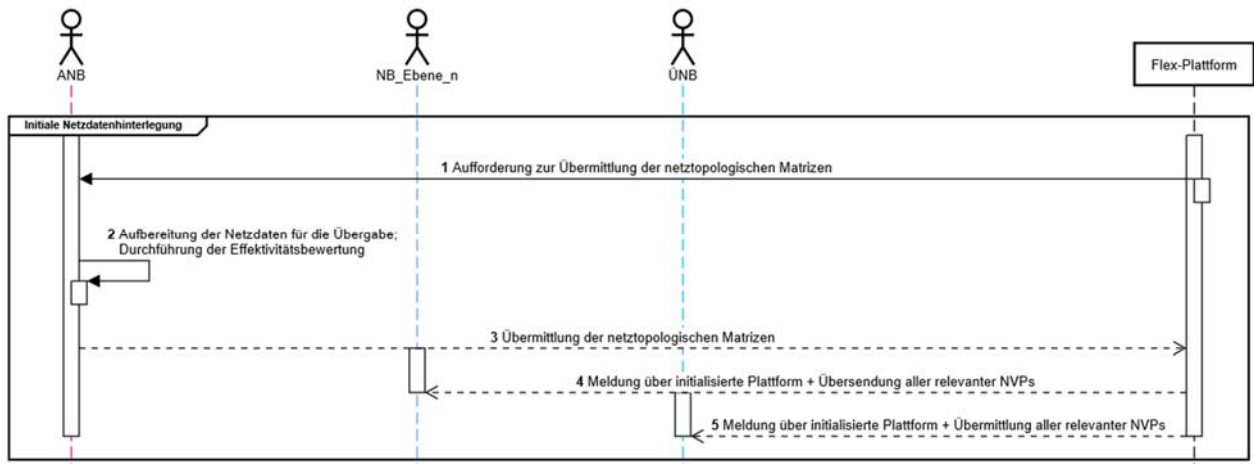 ANB
NB_Ebene_n
ÜNB
Flex-Plattform
Initiale Netzdatenhinterlegung
1 Aufforderung zur Übermittlung der netztopologischen Matrizen
2 Aufbereitung der Netzdaten für die Übergabe;
Durchführung der Effektivitätsbewertung
3 Übermittlung der netztopologischen Matrizen
4 Meldung über initialisierte Plattform + Übersendung aller relevanter NVPs
5 Meldung über initialisierte Plattform + Übermittlung aller relevanter NVPs